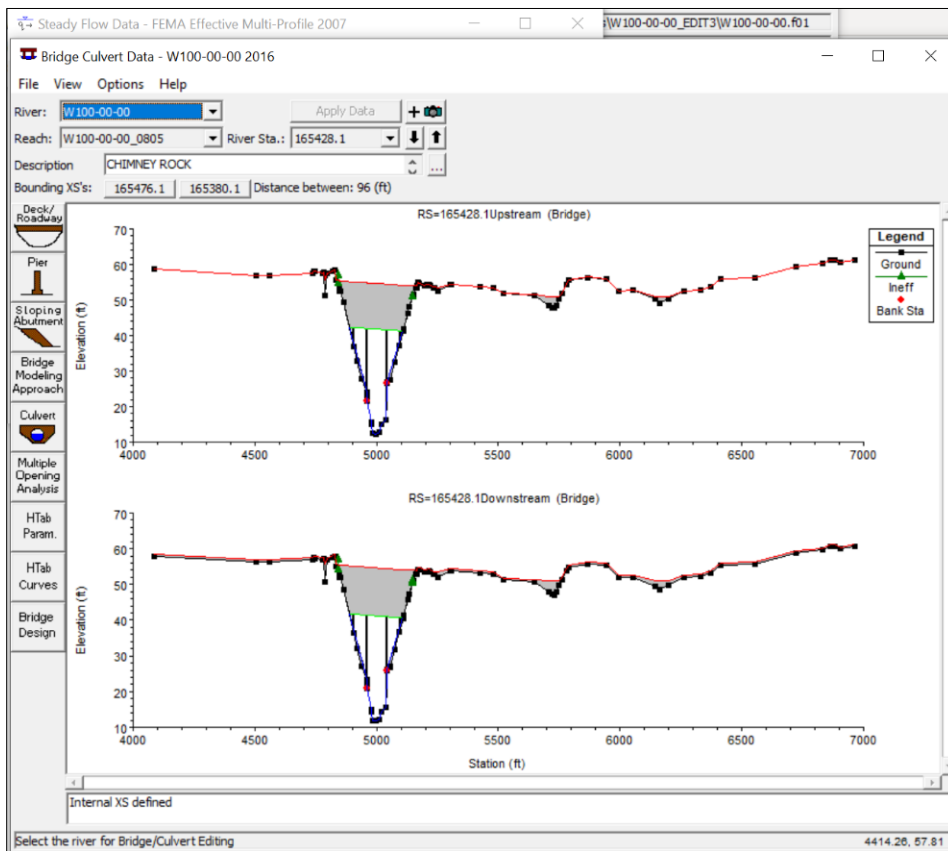 Steady Flow Data - FEMA Effective Multi-Profile 2007
\W100-00-00_EDIT3\W100-00-00.f01
Bridge Culvert Data - W100-00-00 2016
File View Options Help
River: W100-00-00 Apply Data
Reach: W100-00-00_0805 River Sta.: 165428.1
Description CHIMNEY ROCK ...
Bounding XS's: 165476.1 165380.1 Distance between: 96 (ft)
Deck/
Roadway
Pier
Sloping
Abutment
Bridge
Modeling
Approach
Culvert
Multiple
Opening
Analysis
HTab
Param.
HTab
Curves
Bridge
Design
RS=165428.1Upstream (Bridge)
Elevation (ft)
70
60
50
40
30
20
10
4000 4500 5000 5500 6000 6500 7000
Legend
Ground
Ineff
Bank Sta
RS=165428.1Downstream (Bridge)
Elevation (ft)
70
60
50
40
30
20
10
4000 4500 5000 5500 6000 6500 7000
Station (ft)
Internal XS defined
Select the river for Bridge/Culvert Editing
4414.26, 57.81